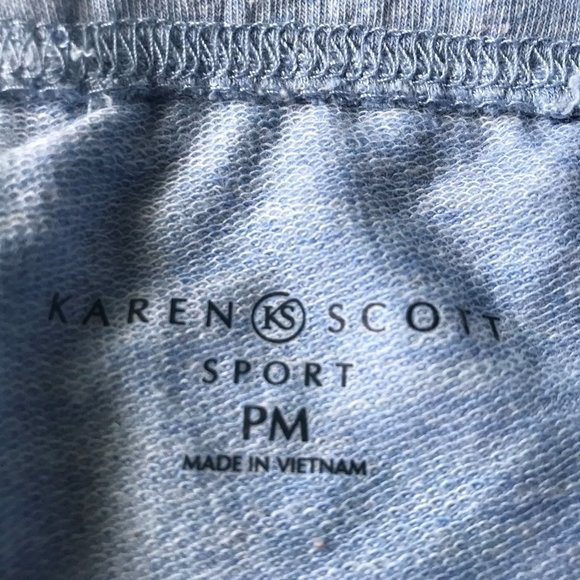 KAREN KS SCOTT
SPORT
PM
MADE IN VIETNAM